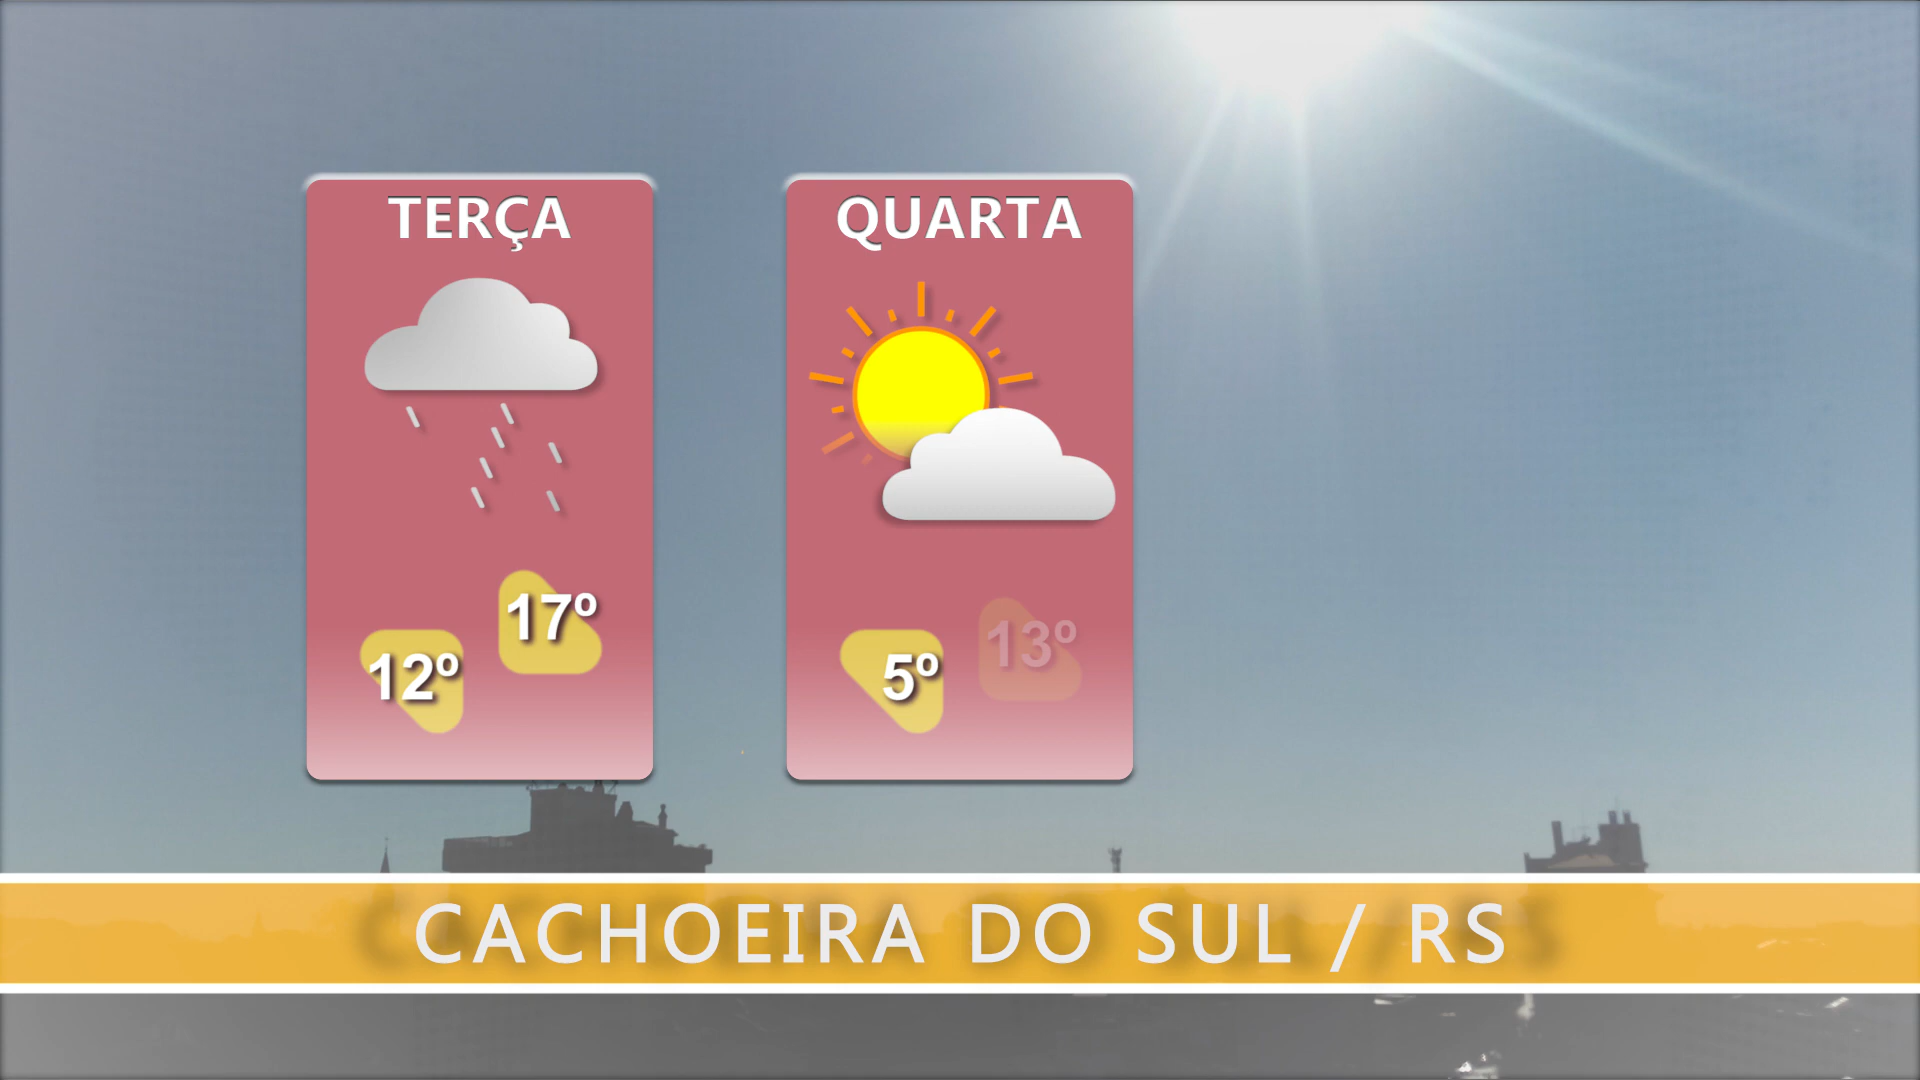 TERÇA
12º
17º
QUARTA
5º
13º
CACHOEIRA DO SUL / RS